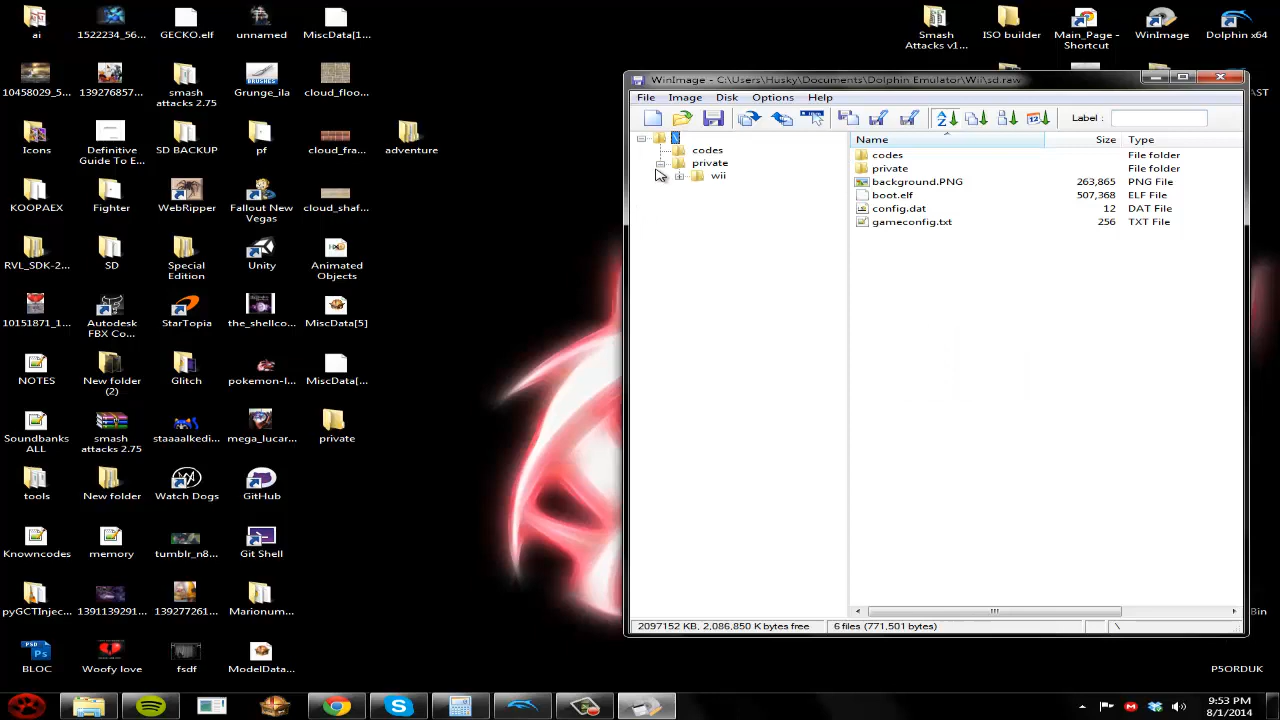 ai
1522234_56...
GECKO.elf
unnamed
MiscData[1...
Smash
Attacks v1...
ISO builder
Main_Page -
Shortcut
WinImage
Dolphin x64
10458029_5...
139276857...
smash
attacks 2.75
Grunge_ila
cloud_floo...
Icons
Definitive
Guide To E...
SD BACKUP
pf
cloud_fra...
adventure
KOOPAEX
Fighter
WebRipper
Fallout New
Vegas
cloud_shaf...
RVL_SDK-2...
SD
Special
Edition
Unity
Animated
Objects
10151871_1...
Autodesk
FBX Co...
StarTopia
the_shellco...
MiscData[5]
NOTES
New folder
(2)
Glitch
pokemon-l...
MiscData[...
Soundbanks
ALL
smash
attacks 2.75
staaaalkedi...
mega_lucar...
private
tools
New folder
Watch Dogs
GitHub
Knowncodes
memory
tumblr_n8...
Git Shell
pyGCTInjec...
1391139291...
139277261...
Marionum...
BLOC
Woofy love
fsdf
ModelData...
WinImage - C:\Users\Husky\Documents\Dolphin Emulator\Wii\sd.raw
File Image Disk Options Help
Label :
\
codes
private
wii
Name Size Type
codes File folder
private File folder
background.PNG 263,865 PNG File
boot.elf 507,368 ELF File
config.dat 12 DAT File
gameconfig.txt 256 TXT File
2097152 KB, 2,086,850 K bytes free
6 files (771,501 bytes)
\
ST
Bin
P5ORDUK
9:53 PM
8/1/2014